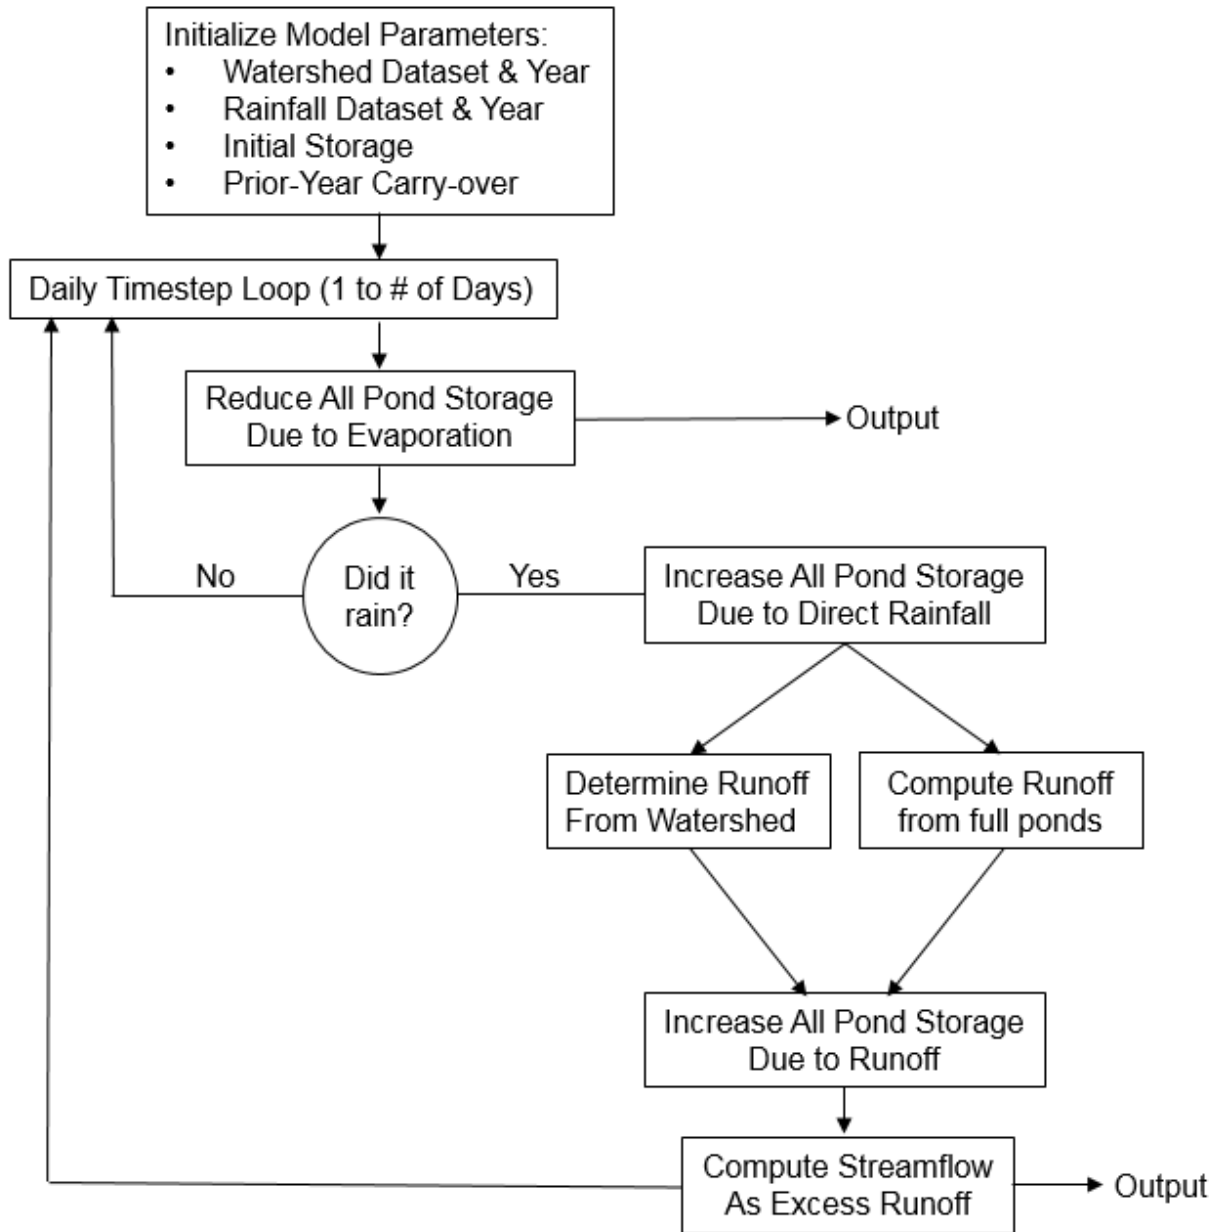 Initialize Model Parameters:
• Watershed Dataset & Year
• Rainfall Dataset & Year
• Initial Storage
• Prior-Year Carry-over
Daily Timestep Loop (1 to # of Days)
Reduce All Pond Storage
Due to Evaporation
Output
Did it
rain?
No
Yes
Increase All Pond Storage
Due to Direct Rainfall
Determine Runoff
From Watershed
Compute Runoff
from full ponds
Increase All Pond Storage
Due to Runoff
Compute Streamflow
As Excess Runoff
Output